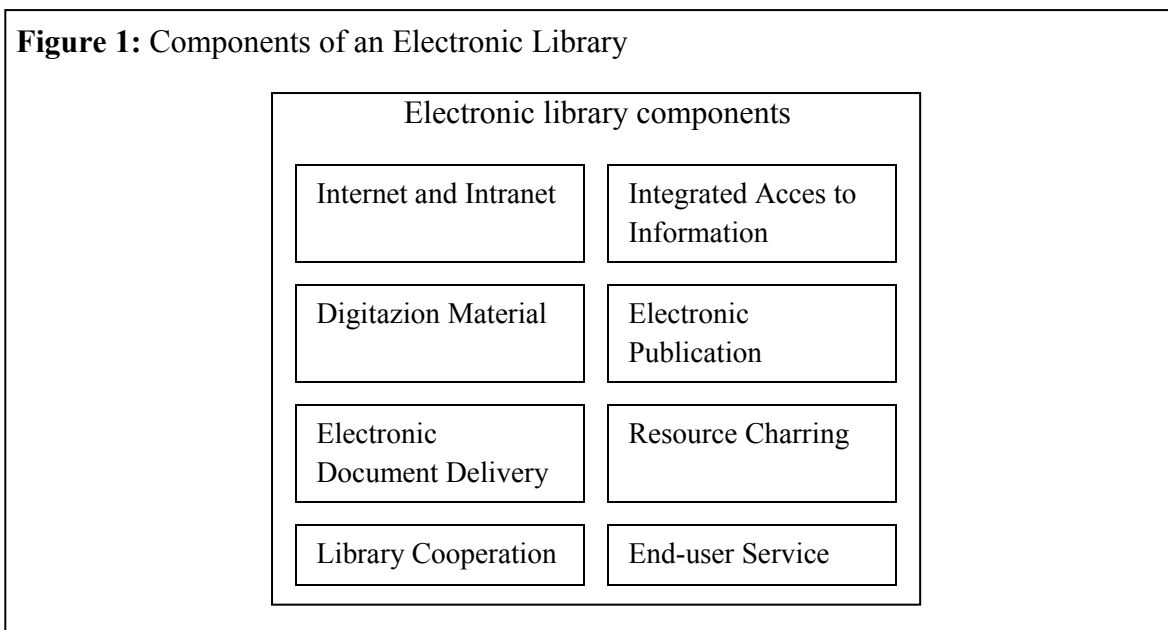 Figure 1: Components of an Electronic Library
Electronic library components
Internet and Intranet
Integrated Acces to
Information
Digitazion Material
Electronic
Publication
Electronic
Document Delivery
Resource Charring
Library Cooperation
End-user Service